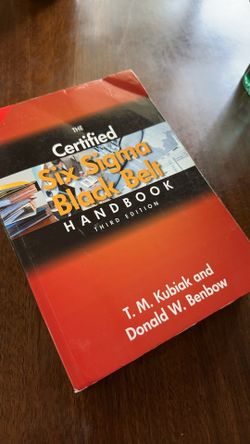 THE
Certified
Six Sigma
Black Belt
HANDBOOK
THIRD EDITION
T. M. Kubiak and
Donald W. Benbow